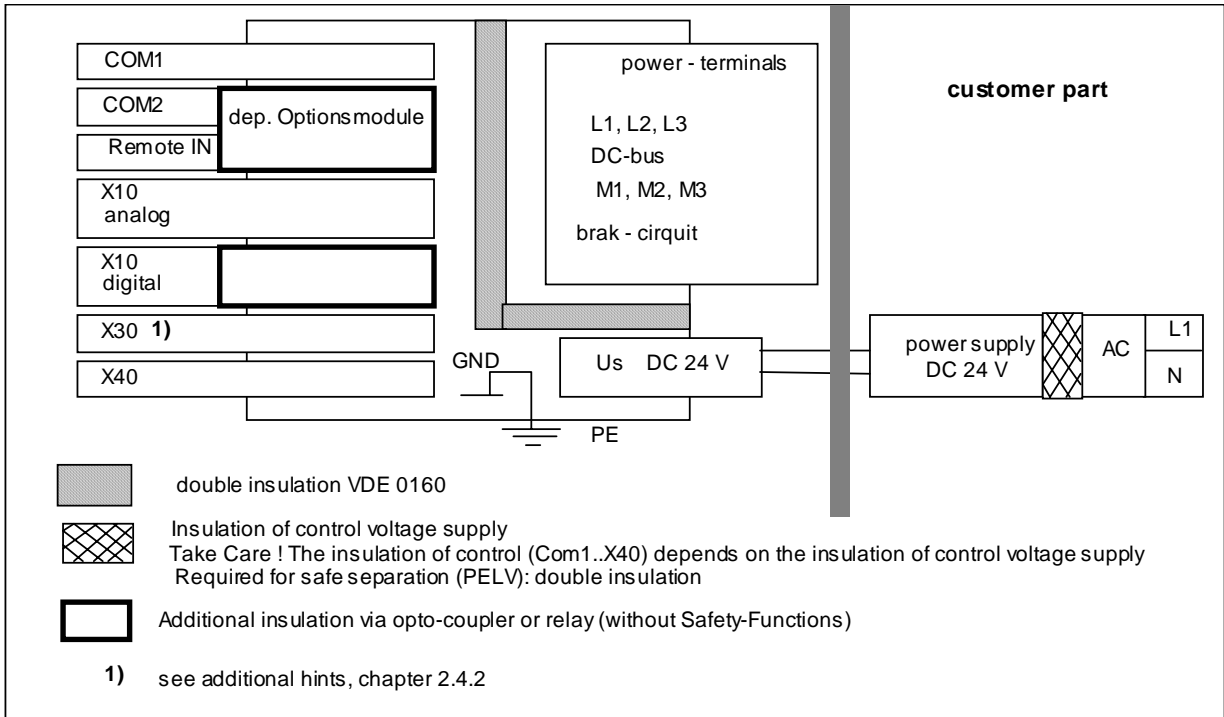 COM1
COM2
dep. Optionsmodule
Remote IN
X10
analog
X10
digital
X30 1)
X40
power - terminals
L1, L2, L3
DC-bus
M1, M2, M3
brak - cirquit
GND
Us DC 24 V
PE
customer part
power supply
DC 24 V
AC
L1
N
double insulation VDE 0160
Insulation of control voltage supply
Take Care ! The insulation of control (Com1..X40) depends on the insulation of control voltage supply
Required for safe separation (PELV): double insulation
Additional insulation via opto-coupler or relay (without Safety-Functions)
1) see additional hints, chapter 2.4.2